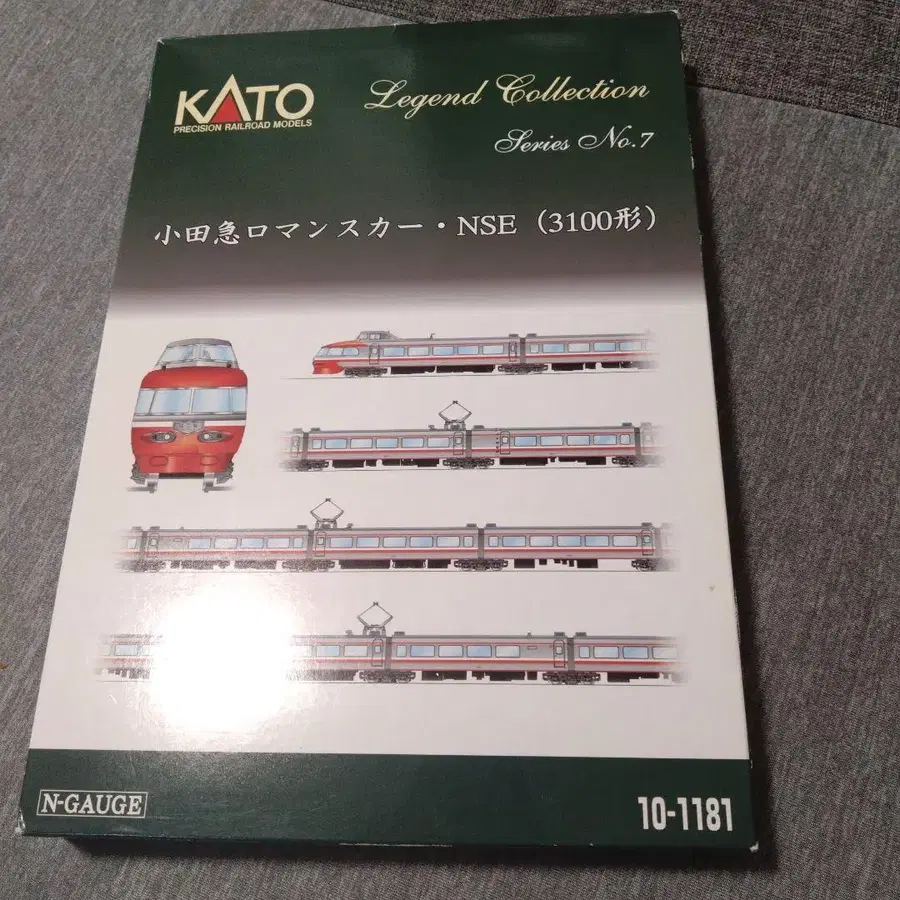 KATO
PRECISION RAILROAD MODELS
Legend Collection
Series No.7
小田急ロマンスカー・NSE（3100形）
N-GAUGE
10-1181